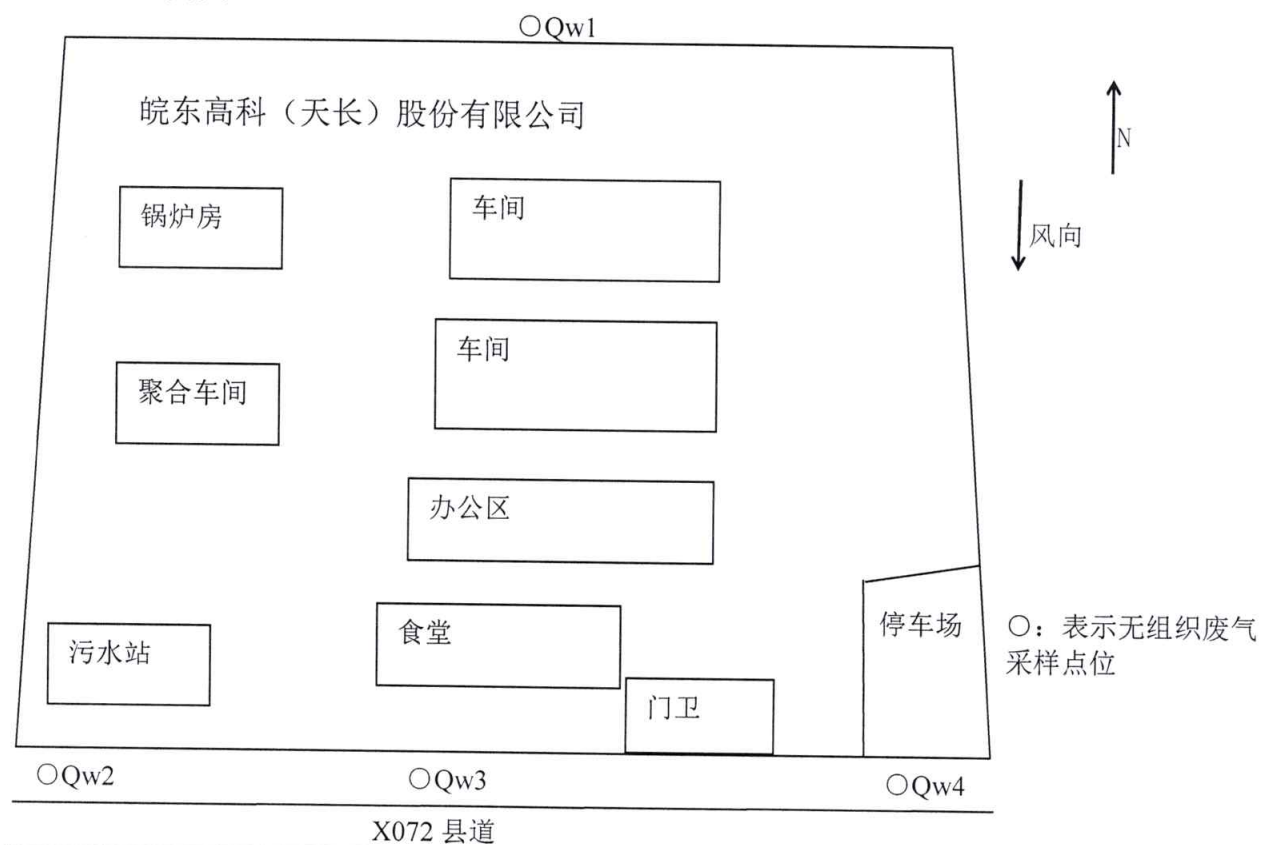 ○Qw1
皖东高科（天长）股份有限公司
N
锅炉房
车间
风向
车间
聚合车间
办公区
食堂
停车场
○：表示无组织废气
采样点位
污水站
门卫
○Qw2
○Qw3
○Qw4
X072 县道